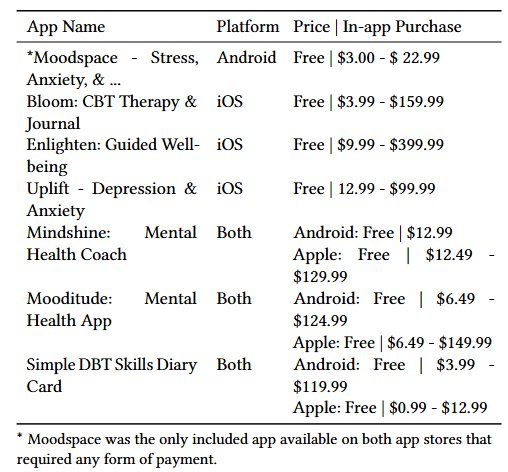 App Name Platform Price | In-app Purchase
*Moodspace - Stress, Android Free | $3.00 - $ 22.99
Anxiety, & ...
Bloom: CBT Therapy & iOS Free | $3.99 - $159.99
Journal
Enlighten: Guided Well- iOS Free | $9.99 - $399.99
being
Uplift - Depression & iOS Free | 12.99 - $99.99
Anxiety
Mindshine: Mental Both Android: Free | $12.99
Health Coach Apple: Free | $12.49 -
$129.99
Mooditude: Mental Both Android: Free | $6.49 -
Health App $124.99
Apple: Free | $6.49 - $149.99
Simple DBT Skills Diary Both Android: Free | $3.99 -
Card $119.99
Apple: Free | $0.99 - $12.99
* Moodspace was the only included app available on both app stores that
required any form of payment.